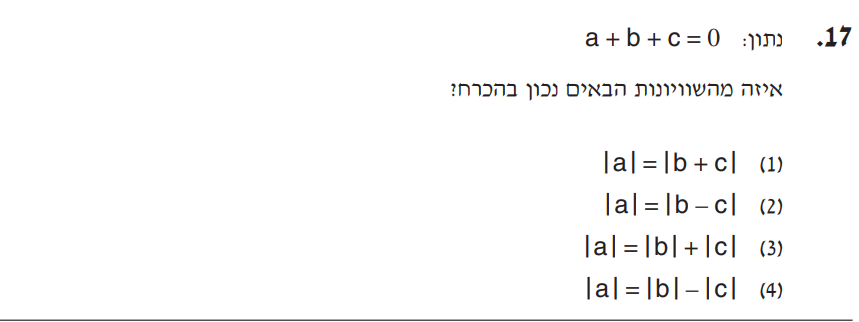 17. נתון: a + b + c = 0
איזה מהשוויונות הבאים נכון בהכרח?
(1) |a| = |b + c|
(2) |a| = |b – c|
(3) |a| = |b| + |c|
(4) |a| = |b| – |c|